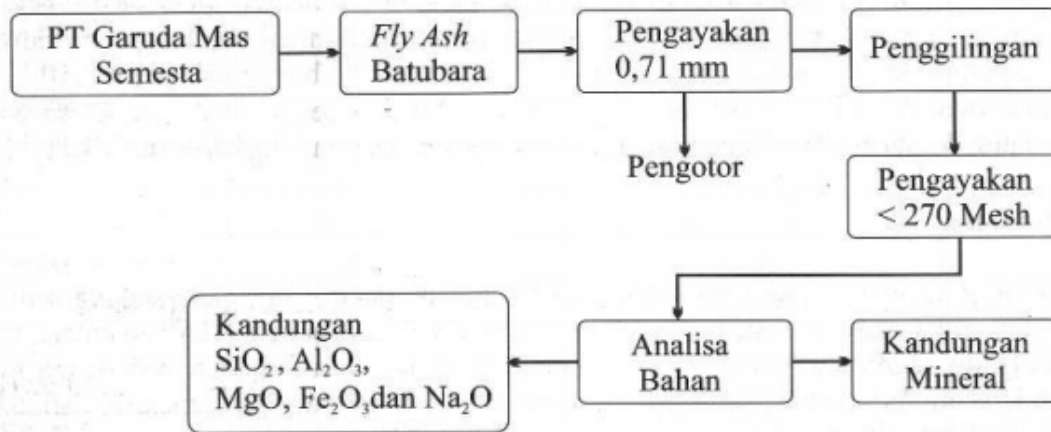 PT Garuda Mas
Semesta
Fly Ash
Batubara
Pengayakan
0,71 mm
Penggilingan
Pengotor
Pengayakan
< 270 Mesh
Kandungan
SiO₂, Al₂O₃,
MgO, Fe₂O₃dan Na₂O
Analisa
Bahan
Kandungan
Mineral